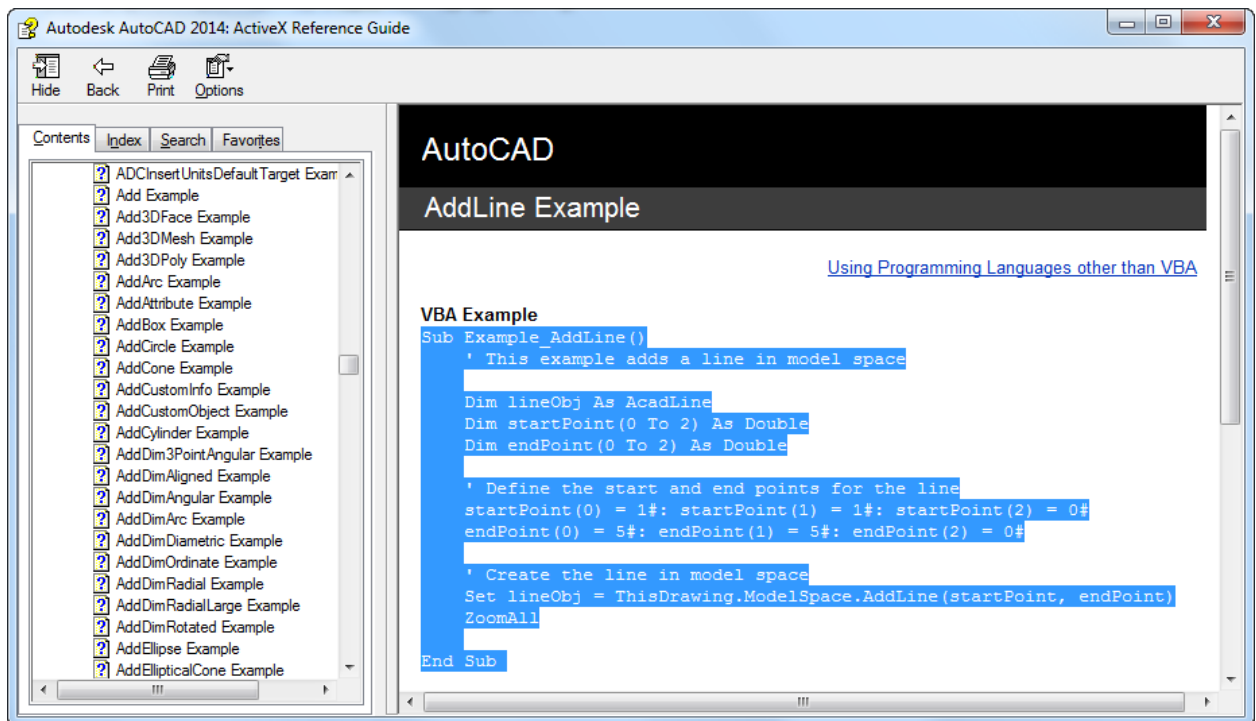 Autodesk AutoCAD 2014: ActiveX Reference Guide
Hide Back Print Options
Contents Index Search Favorites
ADCInsertUnitsDefaultTarget Exam
Add Example
Add3DFace Example
Add3DMesh Example
Add3DPoly Example
AddArc Example
AddAttribute Example
AddBox Example
AddCircle Example
AddCone Example
AddCustomInfo Example
AddCustomObject Example
AddCylinder Example
AddDim3PointAngular Example
AddDimAligned Example
AddDimAngular Example
AddDimArc Example
AddDimDiametric Example
AddDimOrdinate Example
AddDimRadial Example
AddDimRadialLarge Example
AddDimRotated Example
AddEllipse Example
AddEllipticalCone Example
AutoCAD
AddLine Example
Using Programming Languages other than VBA
VBA Example
Sub Example_AddLine()
' This example adds a line in model space
Dim lineObj As AcadLine
Dim startPoint(0 To 2) As Double
Dim endPoint(0 To 2) As Double
' Define the start and end points for the line
startPoint(0) = 1#: startPoint(1) = 1#: startPoint(2) = 0#
endPoint(0) = 5#: endPoint(1) = 5#: endPoint(2) = 0#
' Create the line in model space
Set lineObj = ThisDrawing.ModelSpace.AddLine(startPoint, endPoint)
ZoomAll
End Sub